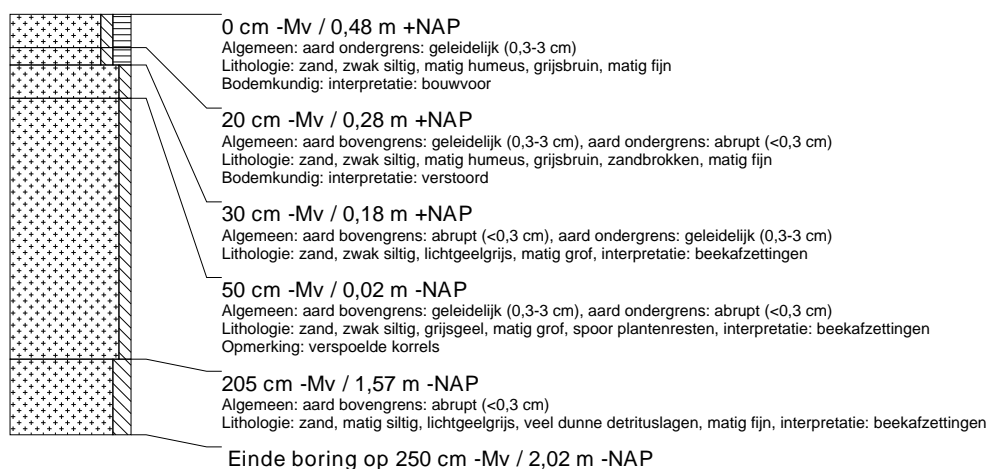 0 cm -Mv / 0,48 m +NAP
Algemeen: aard ondergrens: geleidelijk (0,3-3 cm)
Lithologie: zand, zwak siltig, matig humeus, grijsbruin, matig fijn
Bodemkundig: interpretatie: bouwvoor
20 cm -Mv / 0,28 m +NAP
Algemeen: aard bovengrens: geleidelijk (0,3-3 cm), aard ondergrens: abrupt (<0,3 cm)
Lithologie: zand, zwak siltig, matig humeus, grijsbruin, zandbrokken, matig fijn
Bodemkundig: interpretatie: verstoord
30 cm -Mv / 0,18 m +NAP
Algemeen: aard bovengrens: abrupt (<0,3 cm), aard ondergrens: geleidelijk (0,3-3 cm)
Lithologie: zand, zwak siltig, lichtgeelgrijs, matig grof, interpretatie: beekafzettingen
50 cm -Mv / 0,02 m -NAP
Algemeen: aard bovengrens: geleidelijk (0,3-3 cm), aard ondergrens: abrupt (<0,3 cm)
Lithologie: zand, zwak siltig, grijsgeel, matig grof, spoor plantenresten, interpretatie: beekafzettingen
Opmerking: verspoelde korrels
205 cm -Mv / 1,57 m -NAP
Algemeen: aard bovengrens: abrupt (<0,3 cm)
Lithologie: zand, matig siltig, lichtgeelgrijs, veel dunne detrituslagen, matig fijn, interpretatie: beekafzettingen
Einde boring op 250 cm -Mv / 2,02 m -NAP